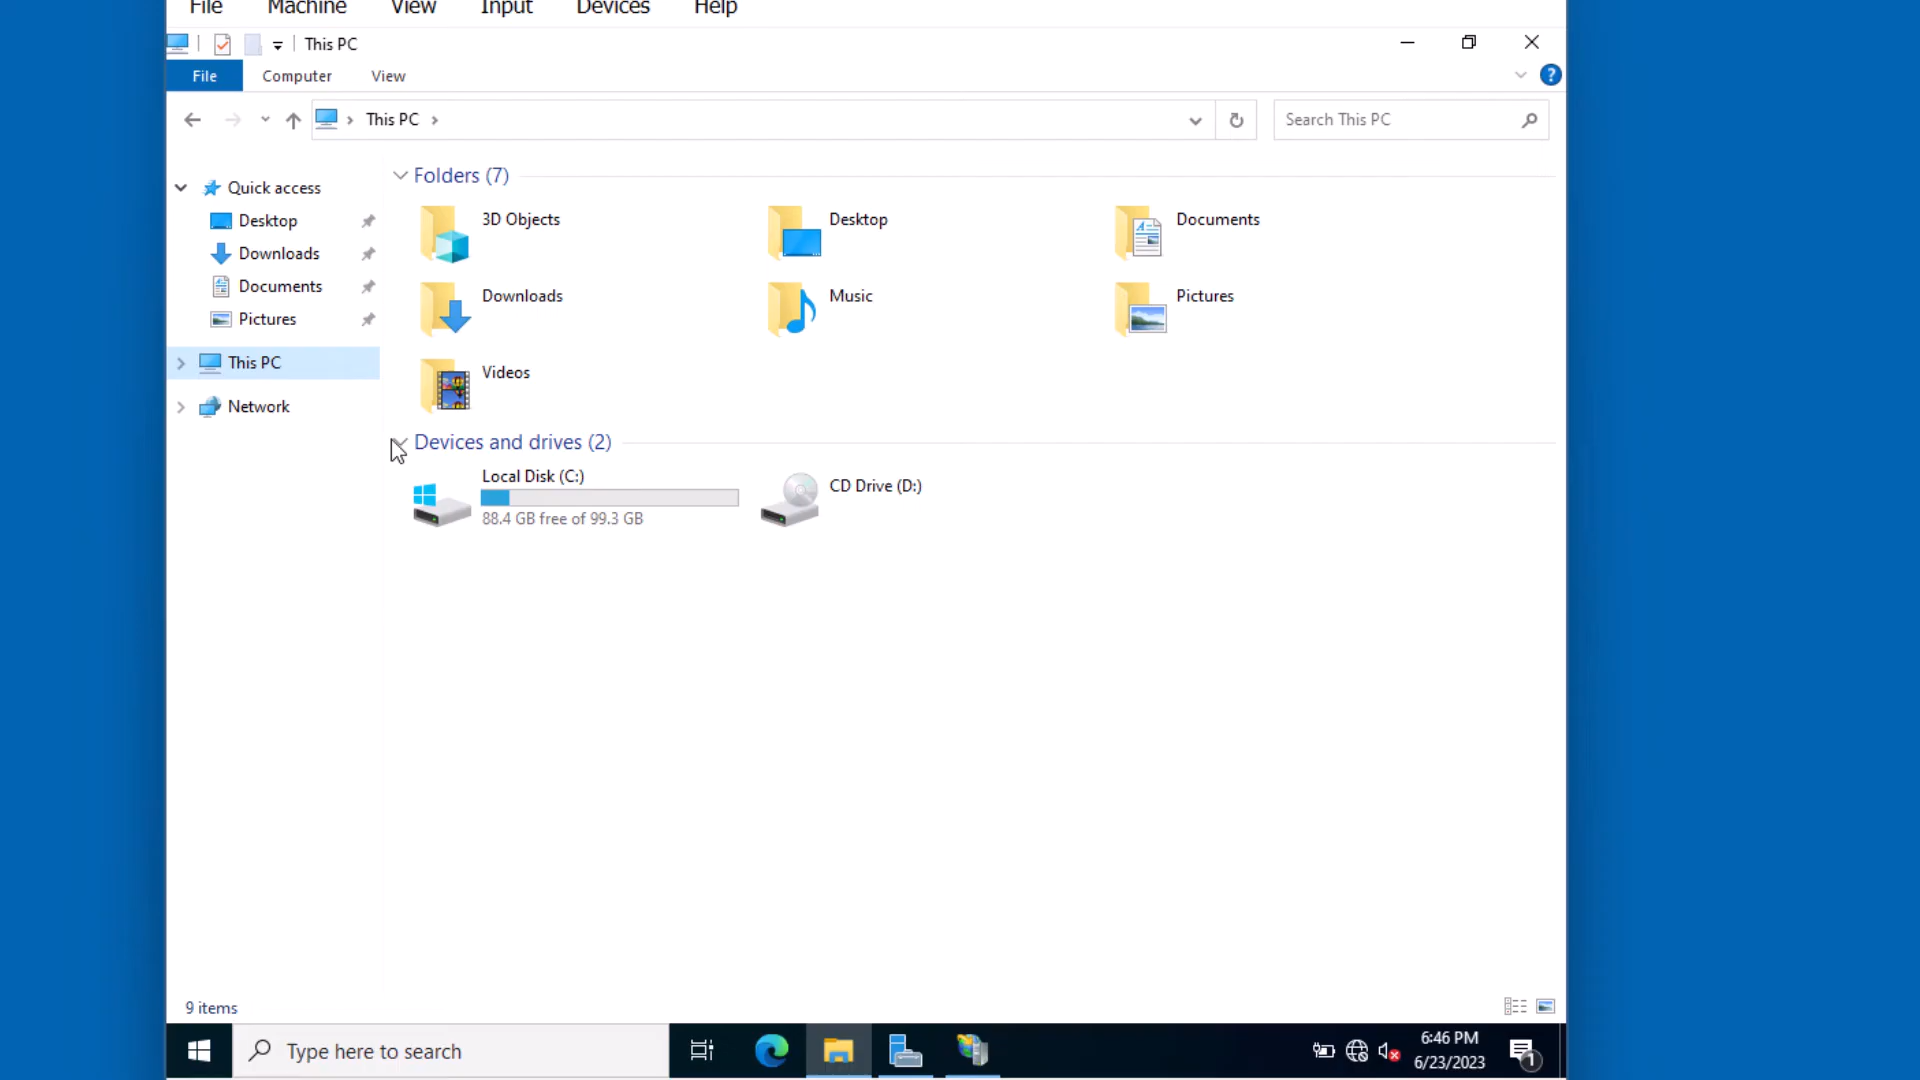 File Machine View Input Devices Help
This PC
File Computer View
?
This PC
Search This PC
Folders (7)
Quick access
3D Objects
Desktop
Documents
Desktop
Downloads
Documents
Pictures
Downloads
Music
Pictures
This PC
Videos
Network
Devices and drives (2)
Local Disk (C:)
88.4 GB free of 99.3 GB
CD Drive (D:)
9 items
Type here to search
6:46 PM
6/23/2023
1